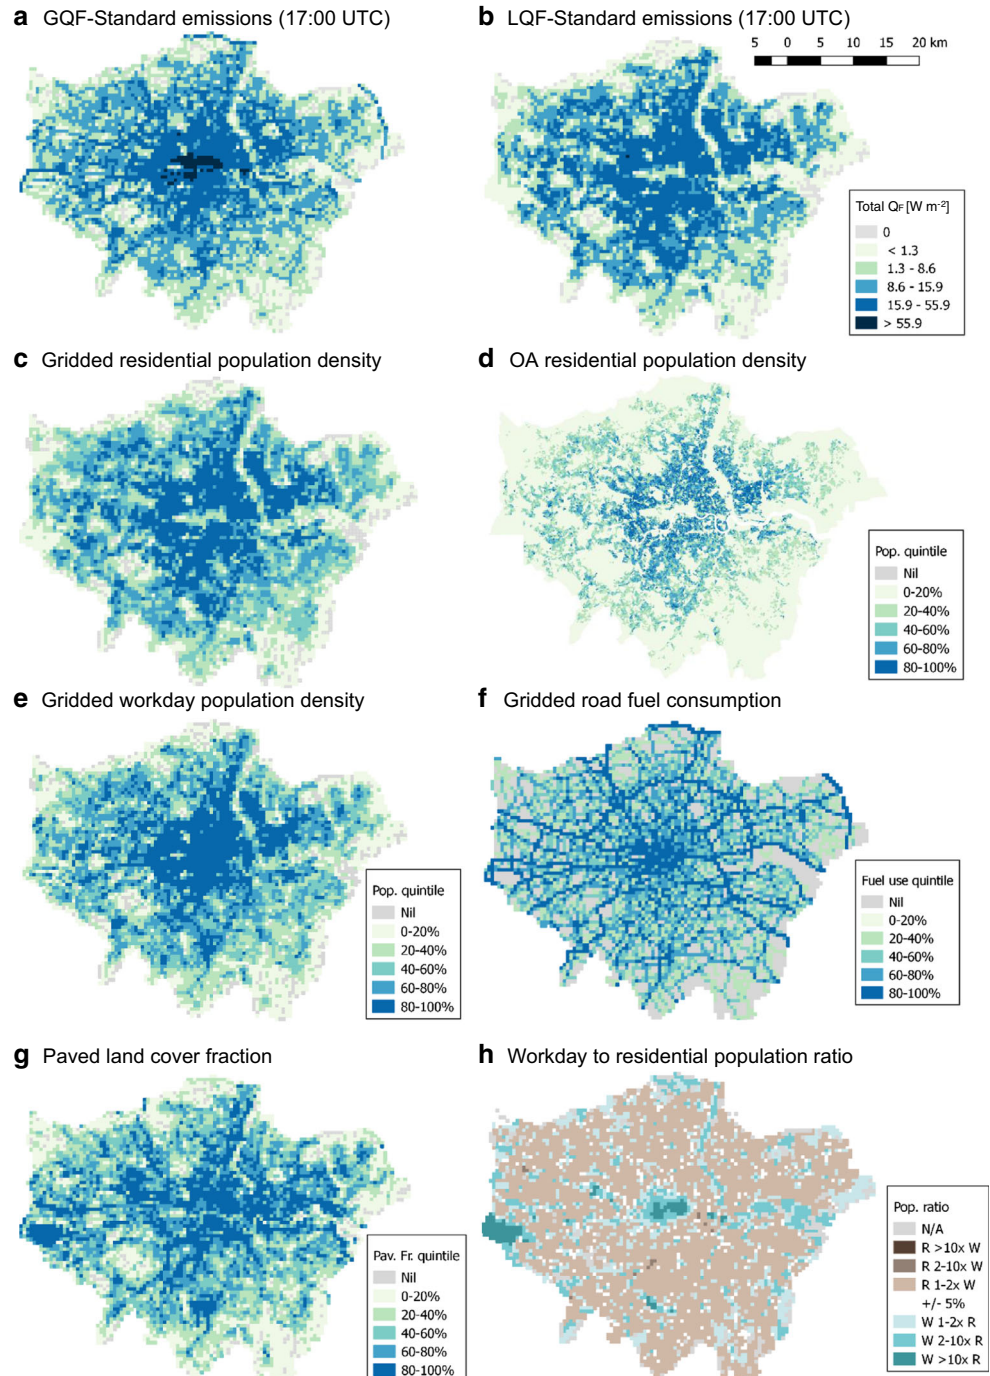 a GQF-Standard emissions (17:00 UTC)
b LQF-Standard emissions (17:00 UTC)
5 0 5 10 15 20 km
Total QF [W m-2]
0
< 1.3
1.3 - 8.6
8.6 - 15.9
15.9 - 55.9
> 55.9
c Gridded residential population density
d OA residential population density
Pop. quintile
Nil
0-20%
20-40%
40-60%
60-80%
80-100%
e Gridded workday population density
Pop. quintile
Nil
0-20%
20-40%
40-60%
60-80%
80-100%
f Gridded road fuel consumption
Fuel use quintile
Nil
0-20%
20-40%
40-60%
60-80%
80-100%
g Paved land cover fraction
Pav. Fr. quintile
Nil
0-20%
20-40%
40-60%
60-80%
80-100%
h Workday to residential population ratio
Pop. ratio
N/A
R >10x W
R 2-10x W
R 1-2x W
+/- 5%
W 1-2x R
W 2-10x R
W >10x R